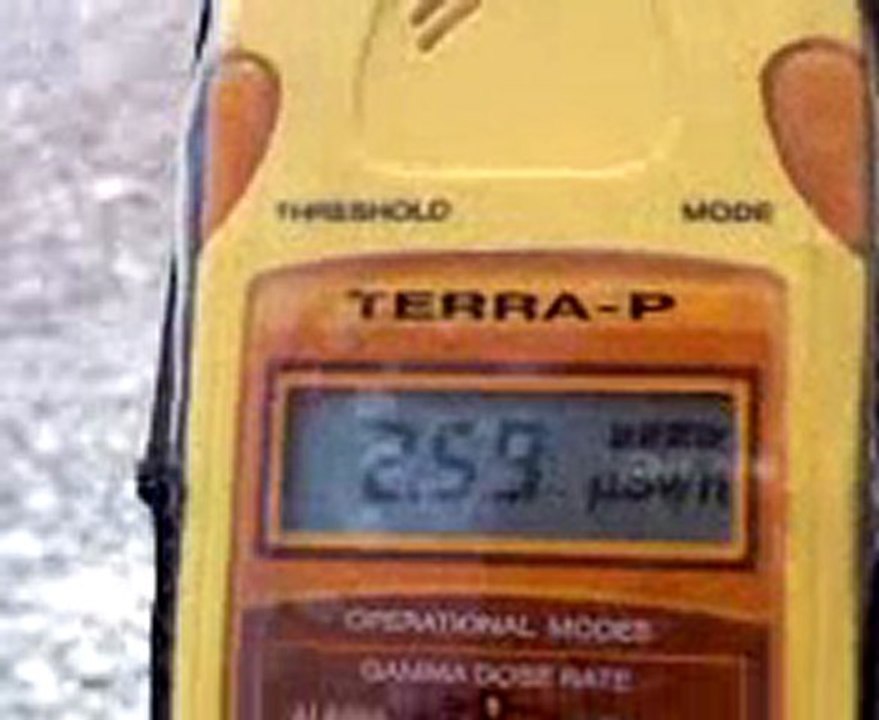 THRESHOLD MODE
TERRA-P
2.59
µSv/h
OPERATIONAL MODES
GAMMA DOSE RATE